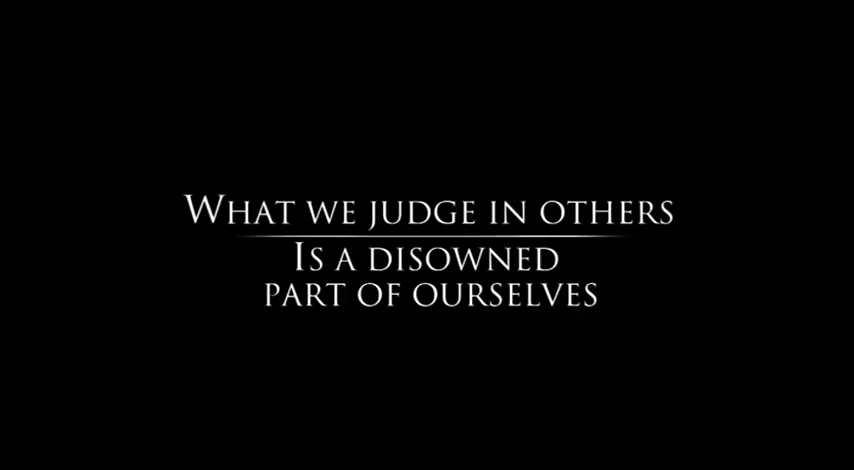 WHAT WE JUDGE IN OTHERS
IS A DISOWNED
PART OF OURSELVES